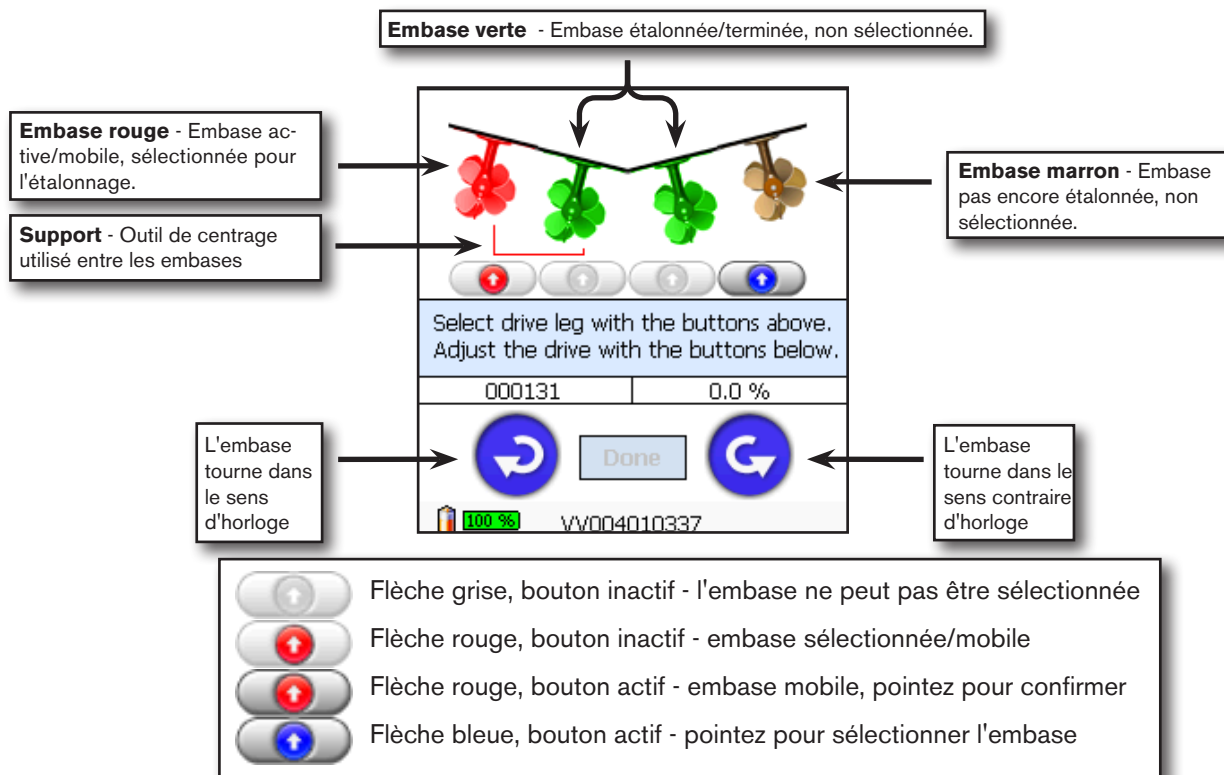 Embase verte - Embase étalonnée/terminée, non sélectionnée.
Embase rouge - Embase ac-
tive/mobile, sélectionnée pour
l'étalonnage.
Embase marron - Embase
pas encore étalonnée, non
sélectionnée.
Support - Outil de centrage
utilisé entre les embases
Select drive leg with the buttons above.
Adjust the drive with the buttons below.
000131 0.0 %
L'embase
tourne dans
le sens
d'horloge
Done
L'embase
tourne dans le
sens contraire
d'horloge
100 % VV004010337
Flèche grise, bouton inactif - l'embase ne peut pas être sélectionnée
Flèche rouge, bouton inactif - embase sélectionnée/mobile
Flèche rouge, bouton actif - embase mobile, pointez pour confirmer
Flèche bleue, bouton actif - pointez pour sélectionner l'embase